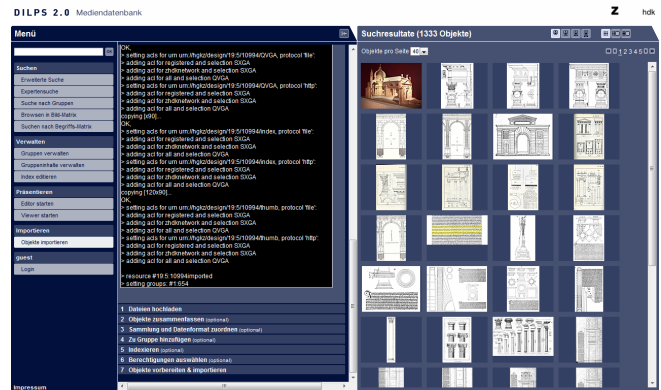 DILPS 2.0 Mediendatenbank
Z hdk
Menü
Suchen
Erweiterte Suche
Expertensuche
Suche nach Gruppen
Browsen in Bild-Matrix
Suchen nach Begriffs-Matrix
Verwalten
Gruppen verwalten
Gruppeninhalte verwalten
Index editieren
Präsentieren
Editor starten
Viewer starten
Importieren
Objekte importieren
guest
Login
Impressum
OK,
> setting acls for urn urn://hgkz/design/19:5/10994/QVGA, protocol 'file':
> adding acl for registered and selection SXGA
> adding acl for zhdknetwork and selection SXGA
> adding acl for all and selection QVGA
> setting acls for urn urn://hgkz/design/19:5/10994/QVGA, protocol 'http':
> adding acl for registered and selection SXGA
> adding acl for zhdknetwork and selection SXGA
> adding acl for all and selection QVGA
copying [x90]...
OK,
> setting acls for urn urn://hgkz/design/19:5/10994/index, protocol 'file':
> adding acl for registered and selection SXGA
> adding acl for zhdknetwork and selection SXGA
> adding acl for all and selection QVGA
> setting acls for urn urn://hgkz/design/19:5/10994/index, protocol 'http':
> adding acl for registered and selection SXGA
> adding acl for zhdknetwork and selection SXGA
> adding acl for all and selection QVGA
copying [120x90]...
OK,
> setting acls for urn urn://hgkz/design/19:5/10994/thumb, protocol 'file':
> adding acl for registered and selection SXGA
> adding acl for zhdknetwork and selection SXGA
> adding acl for all and selection QVGA
> setting acls for urn urn://hgkz/design/19:5/10994/thumb, protocol 'http':
> adding acl for registered and selection SXGA
> adding acl for zhdknetwork and selection SXGA
> adding acl for all and selection QVGA
> resource #19:5:10994imported
> setting groups: #1:654
1 Dateien hochladen
2 Objekte zusammenfassen (optional)
3 Sammlung und Datenformat zuordnen (optional)
4 Zu Gruppe hinzufügen (optional)
5 Indexieren (optional)
6 Berechtigungen auswählen (optional)
7 Objekte vorbereiten & importieren
Suchresultate (1333 Objekte)
Objekte pro Seite 40
1 2 3 4 5 0